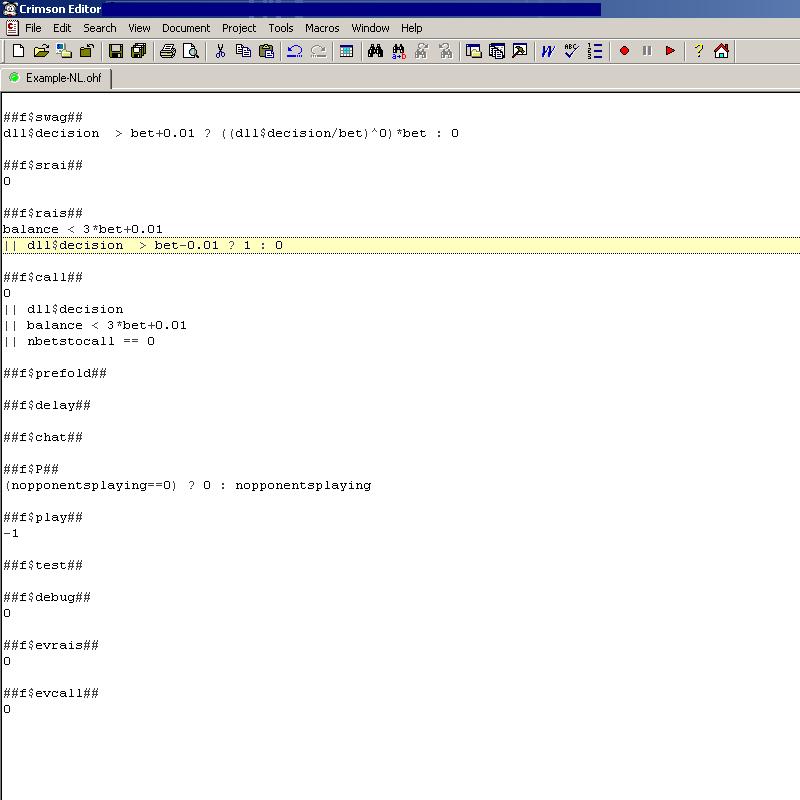 Crimson Editor
File Edit Search View Document Project Tools Macros Window Help
Example-NL.ohf
##f$swag##
dll$decision  > bet+0.01 ? ((dll$decision/bet)^0)*bet : 0
##f$srai##
0
##f$rais##
balance < 3*bet+0.01
|| dll$decision  > bet-0.01 ? 1 : 0
##f$call##
0
|| dll$decision
|| balance < 3*bet+0.01
|| nbetstocall == 0
##f$prefold##
##f$delay##
##f$chat##
##f$P##
(nopponentsplaying==0) ? 0 : nopponentsplaying
##f$play##
-1
##f$test##
##f$debug##
0
##f$evrais##
0
##f$evcall##
0